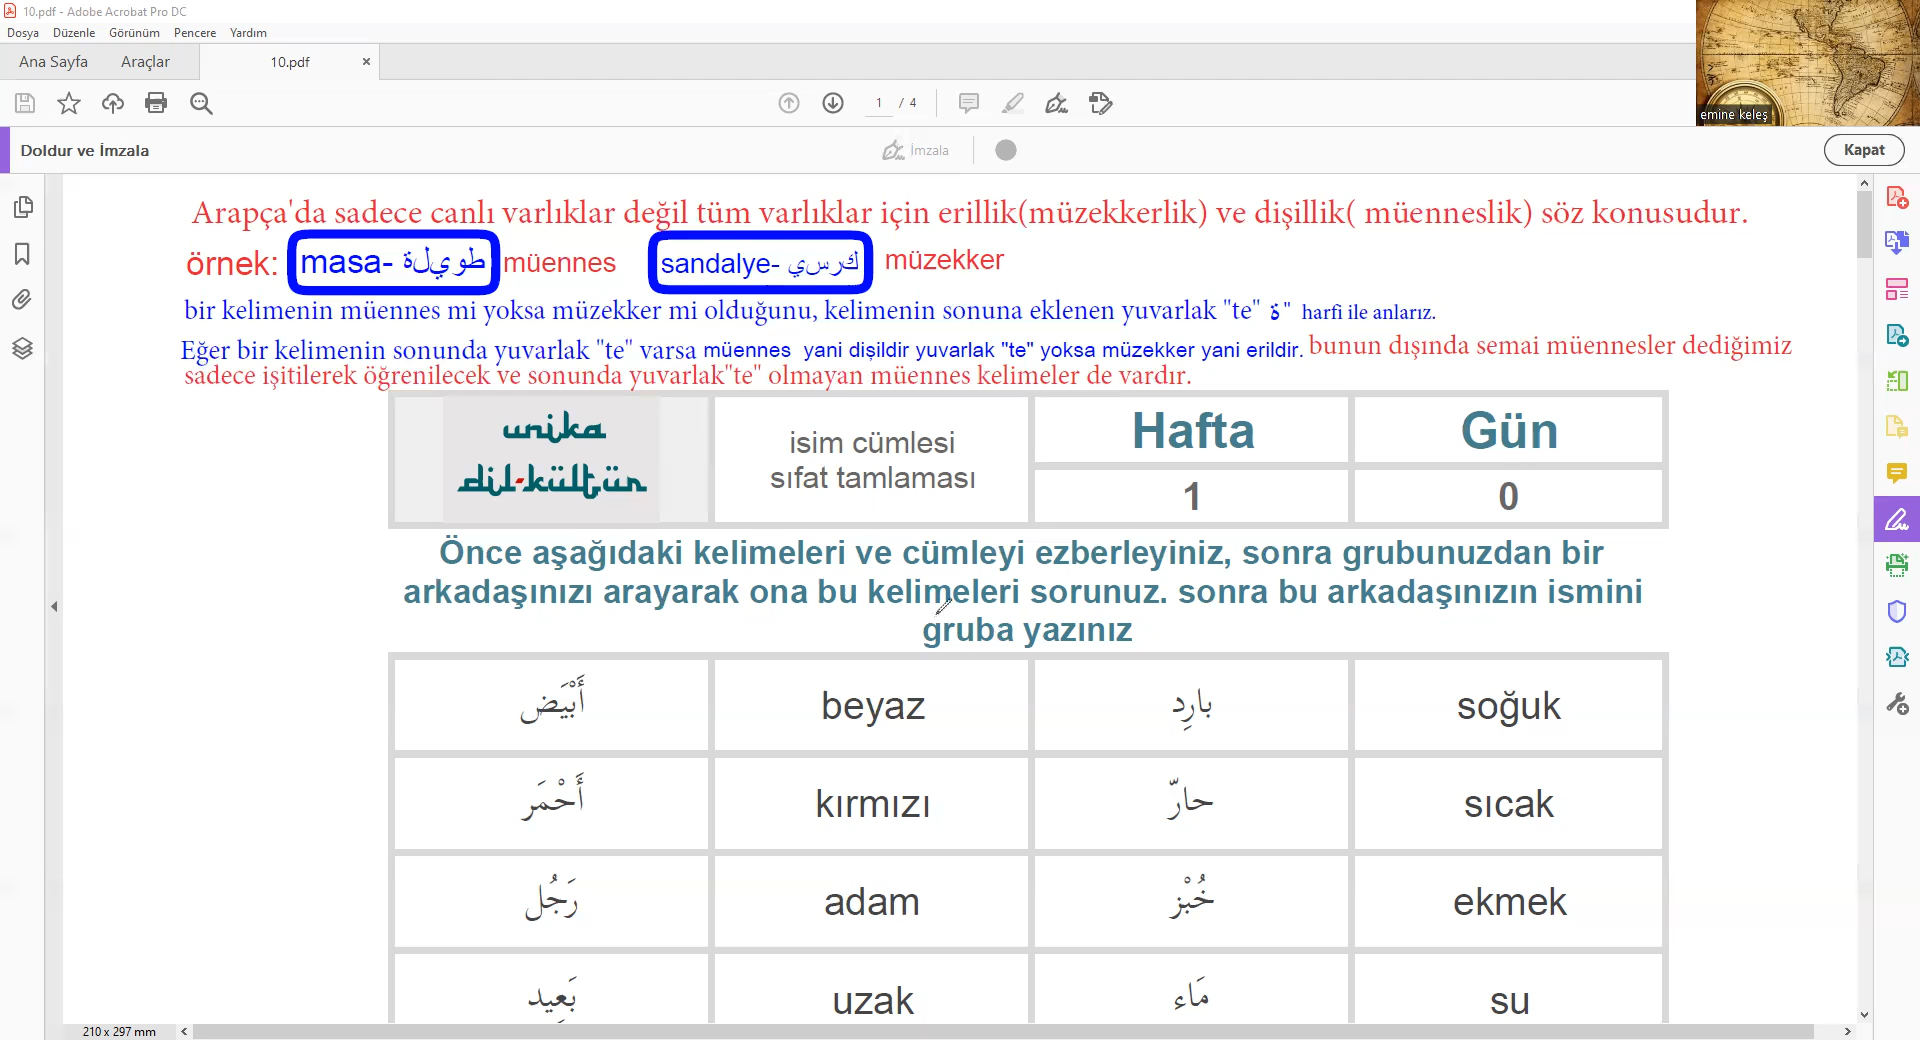 10.pdf - Adobe Acrobat Pro DC
Dosya Düzenle Görünüm Pencere Yardım
Ana Sayfa Araçlar 10.pdf ×
1 / 4
emine keleş
Doldur ve İmzala İmzala Kapat
Arapça'da sadece canlı varlıklar değil tüm varlıklar için erillik(müzekkerlik) ve dişillik( müenneslik) söz konusudur.
örnek: masa- طويلة müennes sandalye- كرسي müzekker
bir kelimenin müennes mi yoksa müzekker mi olduğunu, kelimenin sonuna eklenen yuvarlak "te" ة " harfi ile anlarız.
Eğer bir kelimenin sonunda yuvarlak "te" varsa müennes yani dişildir yuvarlak "te" yoksa müzekker yani erildir. bunun dışında semai müennesler dediğimiz
sadece işitilerek öğrenilecek ve sonunda yuvarlak"te" olmayan müennes kelimeler de vardır.
unika
dil-kültür
isim cümlesi
sıfat tamlaması
Hafta Gün
1 0
Önce aşağıdaki kelimeleri ve cümleyi ezberleyiniz, sonra grubunuzdan bir
arkadaşınızı arayarak ona bu kelimeleri sorunuz. sonra bu arkadaşınızın ismini
gruba yazınız
أَبْيَض beyaz بارِد soğuk
أَحْمَر kırmızı حارّ sıcak
رَجُل adam خُبْز ekmek
بَعِيد uzak مَاء su
210 x 297 mm